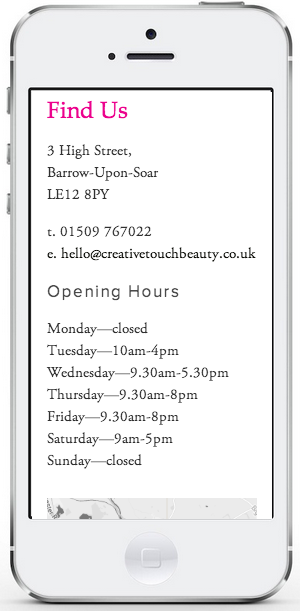 Find Us
3 High Street,
Barrow-Upon-Soar
LE12 8PY
t. 01509 767022
e. hello@creativetouchbeauty.co.uk
Opening Hours
Monday—closed
Tuesday—10am-4pm
Wednesday—9.30am-5.30pm
Thursday—9.30am-8pm
Friday—9.30am-8pm
Saturday—9am-5pm
Sunday—closed